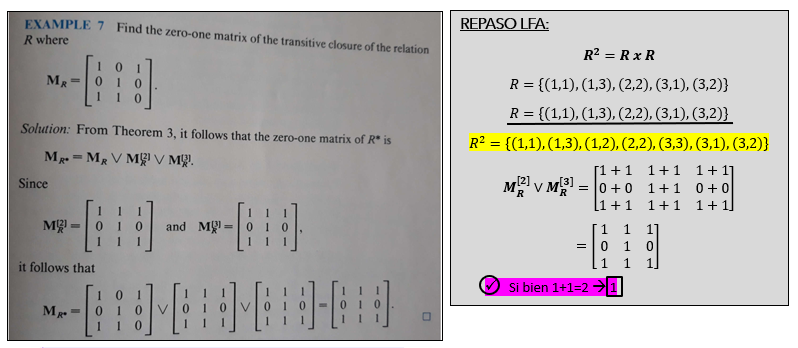 EXAMPLE 7 Find the zero-one matrix of the transitive closure of the relation
R where
M_R = [1 0 1; 0 1 0; 1 1 0].
Solution: From Theorem 3, it follows that the zero-one matrix of R* is
M_R* = M_R ∨ M_R^[2] ∨ M_R^[3].
Since
M_R^[2] = [1 1 1; 0 1 0; 1 1 1] and M_R^[3] = [1 1 1; 0 1 0; 1 1 1],
it follows that
M_R* = [1 0 1; 0 1 0; 1 1 0] ∨ [1 1 1; 0 1 0; 1 1 1] ∨ [1 1 1; 0 1 0; 1 1 1] = [1 1 1; 0 1 0; 1 1 1].
REPASO LFA:
R² = R x R
R = {(1,1), (1,3), (2,2), (3,1), (3,2)}
R = {(1,1), (1,3), (2,2), (3,1), (3,2)}
R² = {(1,1), (1,3), (1,2), (2,2), (3,3), (3,1), (3,2)}
M_R^[2] ∨ M_R^[3] = [1+1 1+1 1+1; 0+0 1+1 0+0; 1+1 1+1 1+1]
= [1 1 1; 0 1 0; 1 1 1]
Si bien 1+1=2 → 1